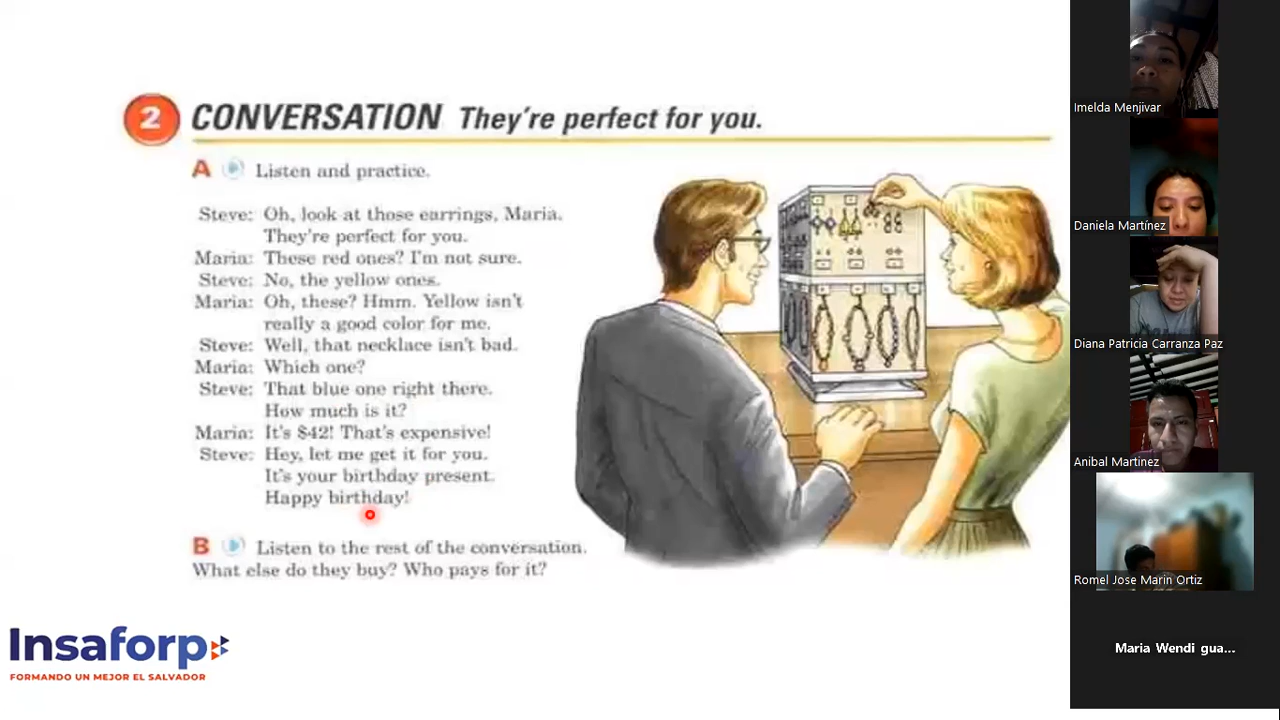 2 CONVERSATION They're perfect for you.
A Listen and practice.
Steve: Oh, look at those earrings, Maria.
They're perfect for you.
Maria: These red ones? I'm not sure.
Steve: No, the yellow ones.
Maria: Oh, these? Hmm. Yellow isn't
really a good color for me.
Steve: Well, that necklace isn't bad.
Maria: Which one?
Steve: That blue one right there.
How much is it?
Maria: It's $42! That's expensive!
Steve: Hey, let me get it for you.
It's your birthday present.
Happy birthday!
B Listen to the rest of the conversation.
What else do they buy? Who pays for it?
Insaforp
FORMANDO UN MEJOR EL SALVADOR
Imelda Menjivar
Daniela Martínez
Diana Patricia Carranza Paz
Anibal Martinez
Romel Jose Marin Ortiz
Maria Wendi gua...